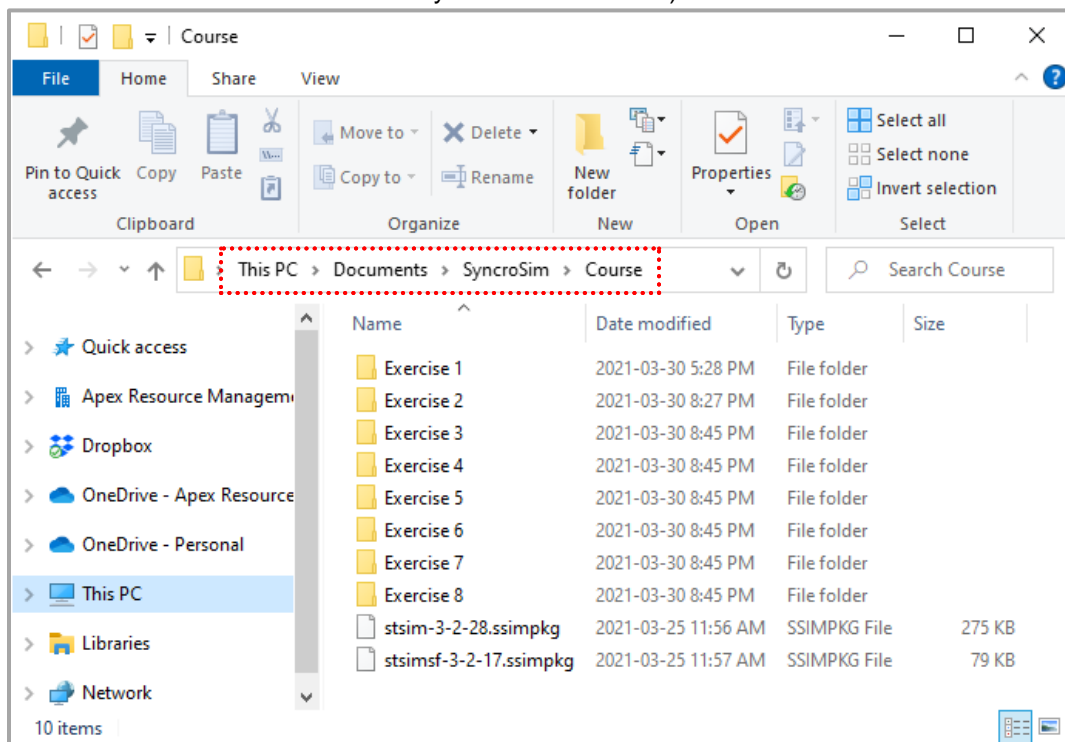 Course
File Home Share View
Pin to Quick access Copy Paste
Move to Copy to Delete Rename
New folder
Properties
Select all
Select none
Invert selection
Clipboard Organize New Open Select
This PC > Documents > SyncroSim > Course
Search Course
Name Date modified Type Size
Quick access
Apex Resource Managem
Dropbox
OneDrive - Apex Resource
OneDrive - Personal
This PC
Libraries
Network
Exercise 1 2021-03-30 5:28 PM File folder
Exercise 2 2021-03-30 8:27 PM File folder
Exercise 3 2021-03-30 8:45 PM File folder
Exercise 4 2021-03-30 8:45 PM File folder
Exercise 5 2021-03-30 8:45 PM File folder
Exercise 6 2021-03-30 8:45 PM File folder
Exercise 7 2021-03-30 8:45 PM File folder
Exercise 8 2021-03-30 8:45 PM File folder
stsim-3-2-28.ssimpkg 2021-03-25 11:56 AM SSIMPKG File 275 KB
stsimsf-3-2-17.ssimpkg 2021-03-25 11:57 AM SSIMPKG File 79 KB
10 items